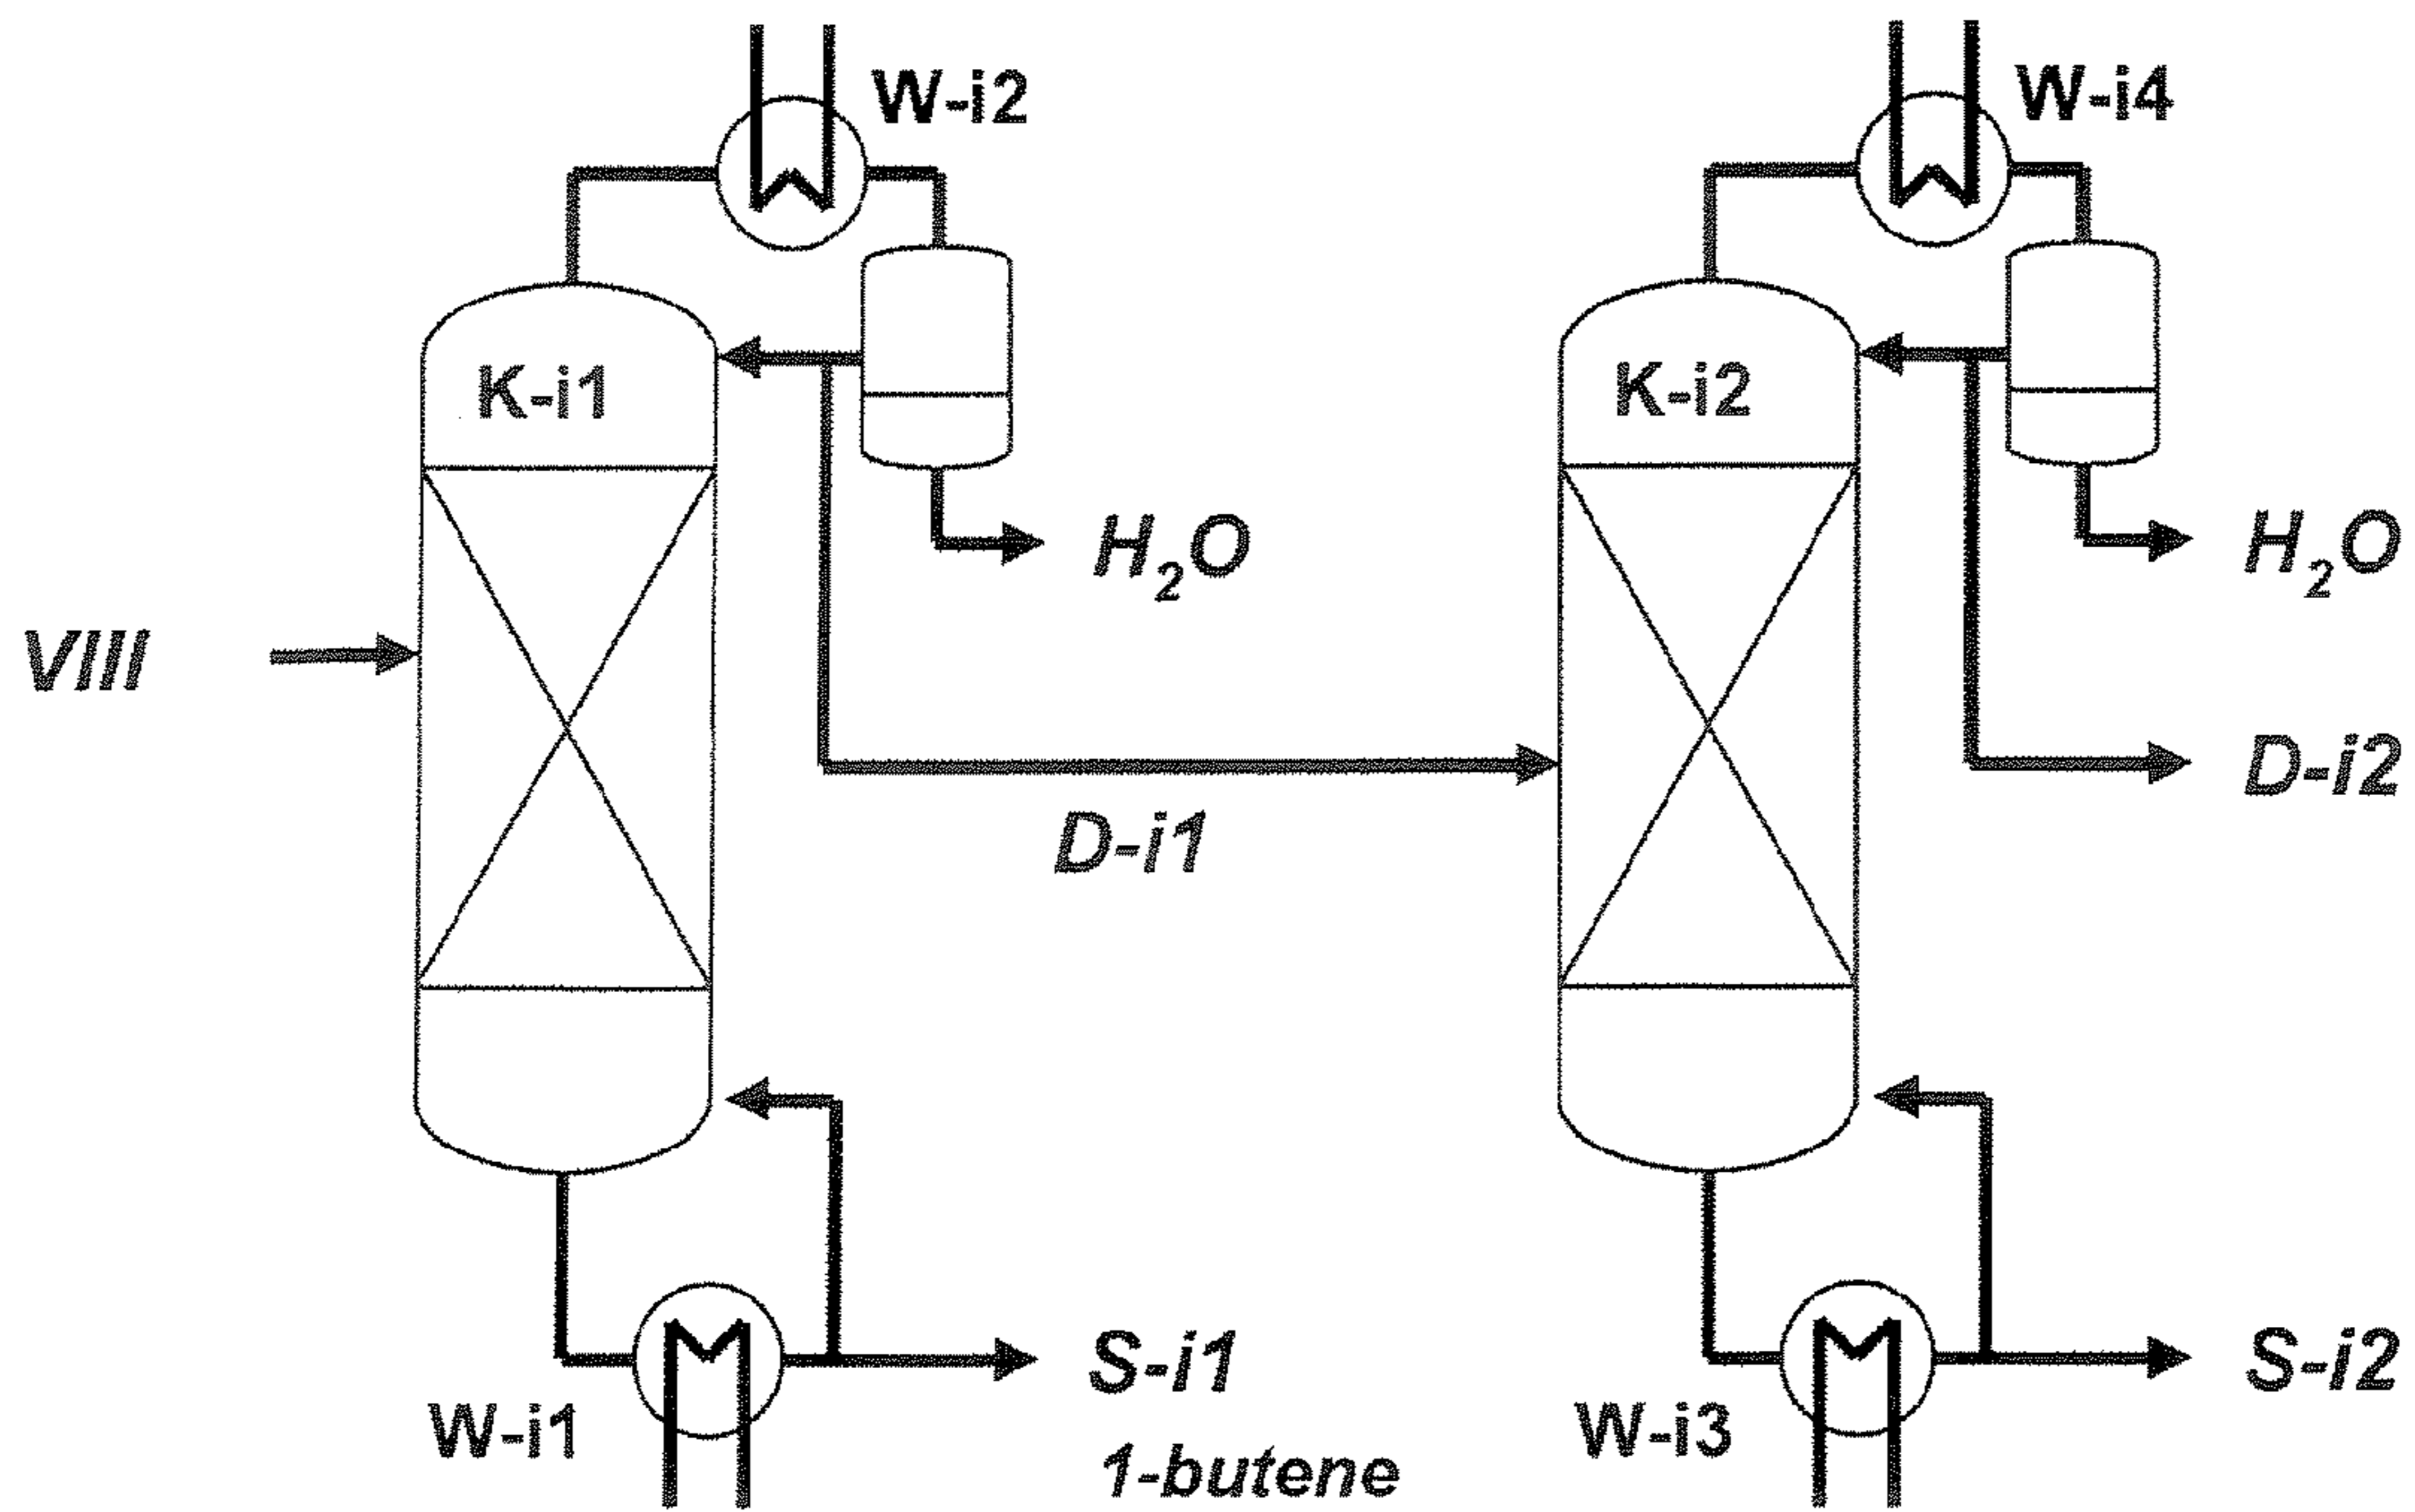 W-i2
W-i4
K-i1
K-i2
H₂O
H₂O
VIII
D-i2
D-i1
S-i1
S-i2
W-i1
W-i3
1-butene